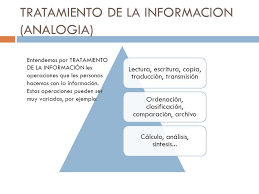 TRATAMIENTO DE LA INFORMACION
(ANALOGIA)
Entendemos por TRATAMIENTO
DE LA INFORMACIÓN las
operaciones que las personas
hacemos con la información.
Estas operaciones pueden ser
muy variadas, por ejemplo:
Lectura, escritura, copia,
traducción, transmisión
Ordenación,
clasificación,
comparación, archivo
Cálculo, análisis,
síntesis...